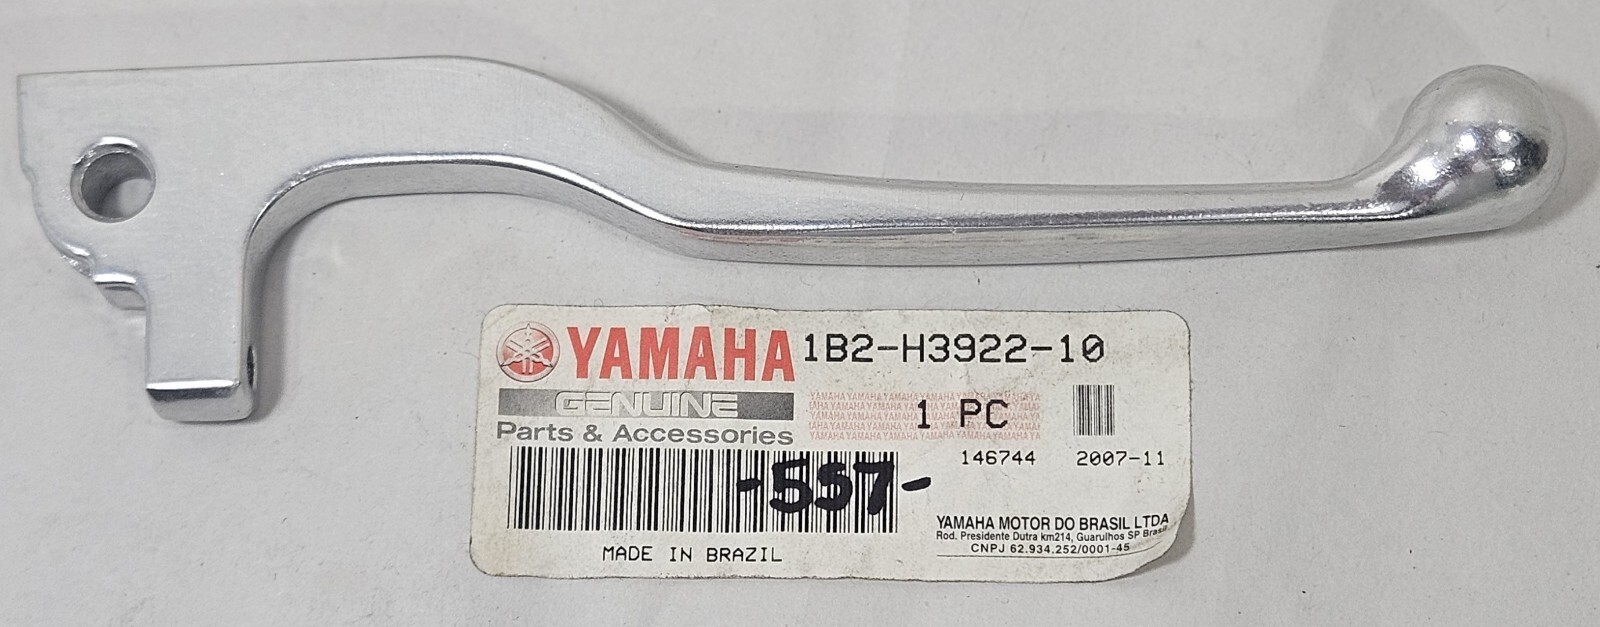 YAMAHA 1B2-H3922-10
GENUINE
Parts & Accessories
1 PC
146744 2007-11
-5S7-
YAMAHA MOTOR DO BRASIL LTDA
Rod. Presidente Dutra km214, Guarulhos SP Brasil
CNPJ 62.934.252/0001-45
MADE IN BRAZIL